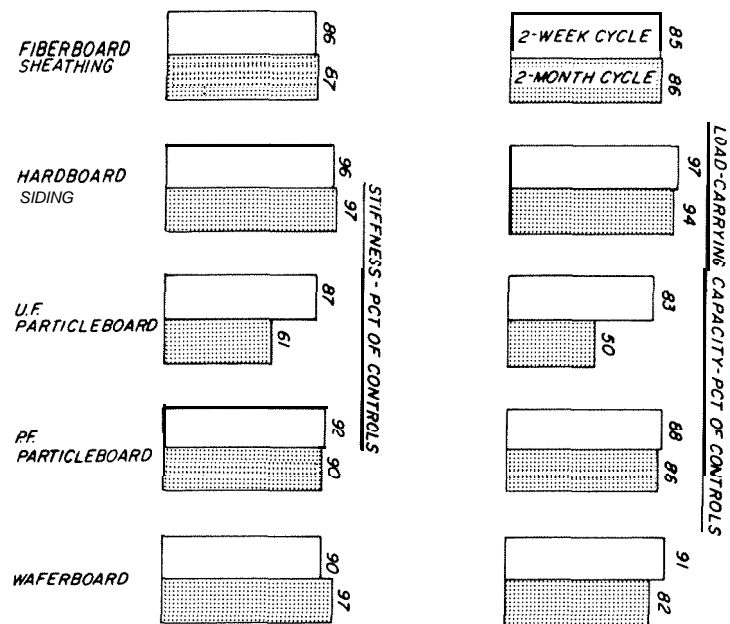 FIBERBOARD
SHEATHING
86
87
2-WEEK CYCLE
85
2-MONTH CYCLE
86
HARDBOARD
SIDING
96
97
97
94
U.F.
PARTICLEBOARD
87
61
83
50
P.F.
PARTICLEBOARD
92
90
88
86
WAFERBOARD
90
97
91
82
STIFFNESS - PCT OF CONTROLS
LOAD-CARRYING CAPACITY-PCT OF CONTROLS